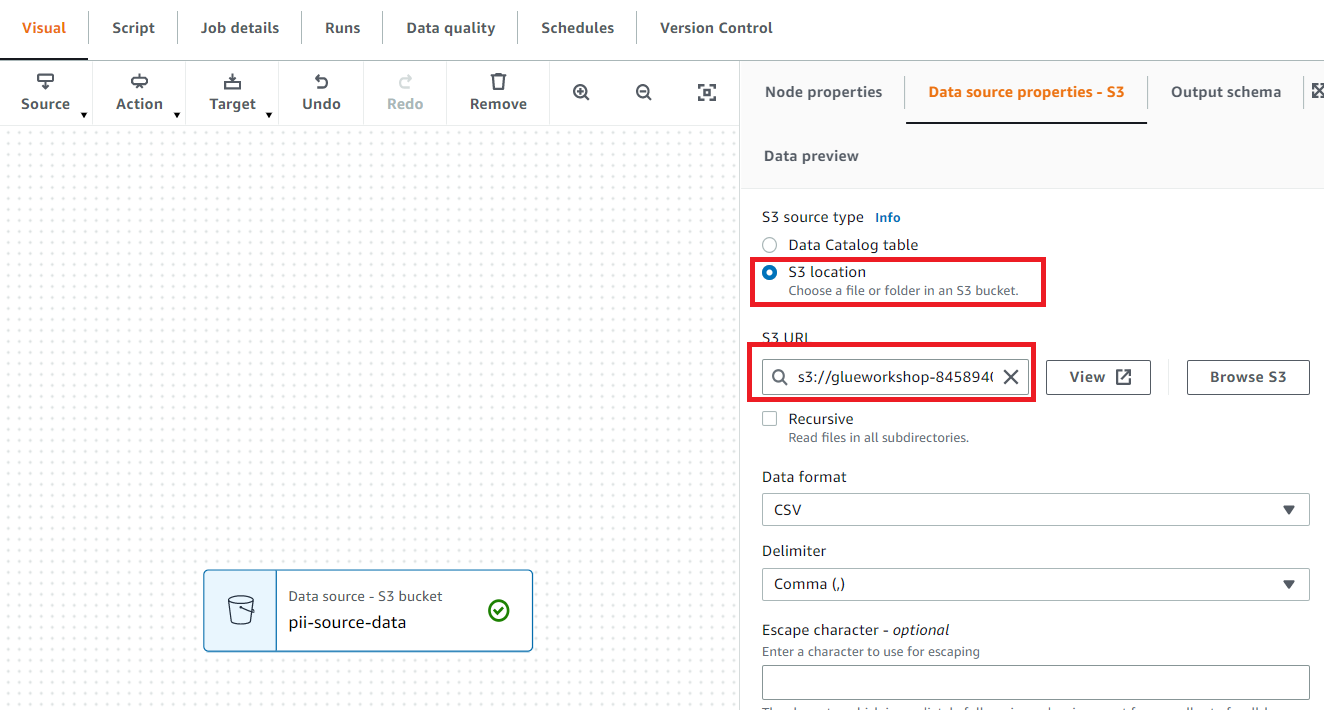 Visual
Script
Job details
Runs
Data quality
Schedules
Version Control
Source
Action
Target
Undo
Redo
Remove
Node properties
Data source properties - S3
Output schema
Data preview
S3 source type Info
Data Catalog table
S3 location
Choose a file or folder in an S3 bucket.
S3 URI
s3://glueworkshop-8458940
View
Browse S3
Recursive
Read files in all subdirectories.
Data format
CSV
Delimiter
Comma (,)
Data source - S3 bucket
pii-source-data
Escape character - optional
Enter a character to use for escaping